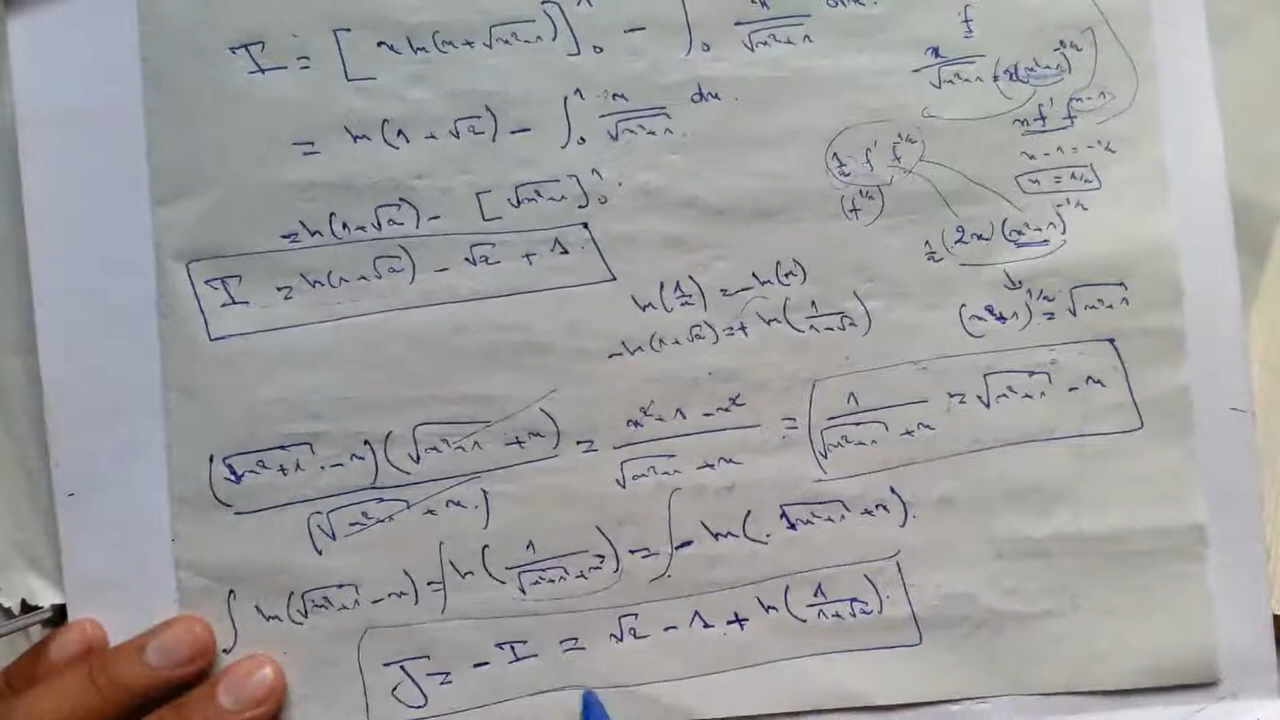 I = [x ln(x + √(x²+1))]₀¹ − ∫₀¹ x/√(x²+1) dx.
= ln(1 + √2) − ∫₀¹ x/√(x²+1) dx.
= ln(1+√2) − [√(x²+1)]₀¹.
I = ln(1+√2) − √2 + 1.
f
x/√(x²+1) = x(x²+1)^(-1/2)
n f' f^(n-1)
n − 1 = −1/2
n = 1/2
1/2 f' f^(-1/2)
(f^(1/2))'
1/2 (2x)(x²+1)^(-1/2)
↓
(x²+1)^(1/2) = √(x²+1)
ln(1/x) = −ln(x)
−ln(1+√2) = + ln(1/(1+√2))
(√(x²+1) − x)(√(x²+1) + x)/(√(x²+1) + x) = (x²+1−x²)/(√(x²+1) + x) = 1/(√(x²+1) + x) = √(x²+1) − x
∫ ln(√(x²+1) − x) = ∫ ln(1/(√(x²+1) + x)) = ∫ − ln(√(x²+1) + x).
J = − I = √2 − 1 + ln(1/(1+√2)).